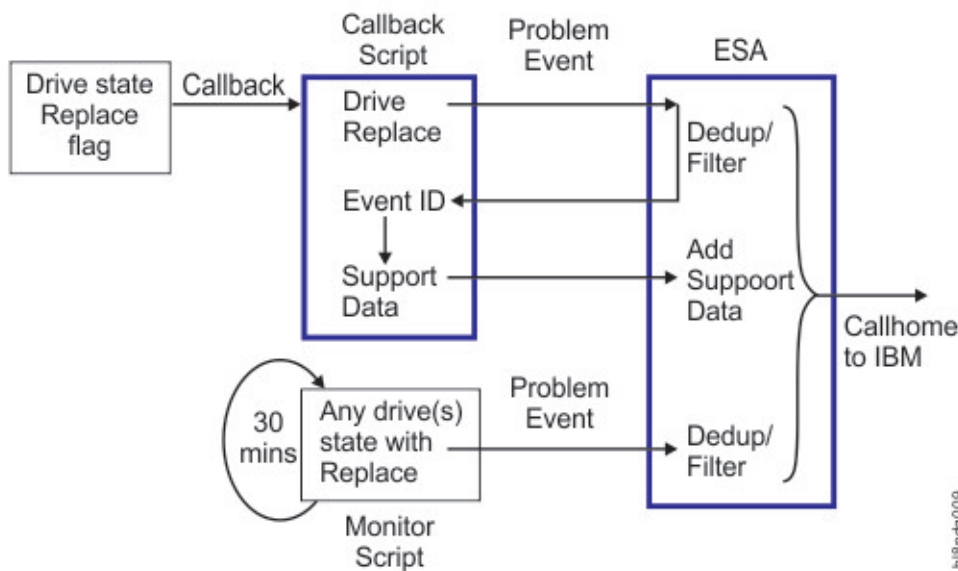 Callback
Script
Problem
Event
ESA
Drive state
Replace
flag
Callback
Drive
Replace
Dedup/
Filter
Event ID
Support
Data
Add
Suppoort
Data
Callhome
to IBM
30
mins
Any drive(s)
state with
Replace
Problem
Event
Dedup/
Filter
Monitor
Script